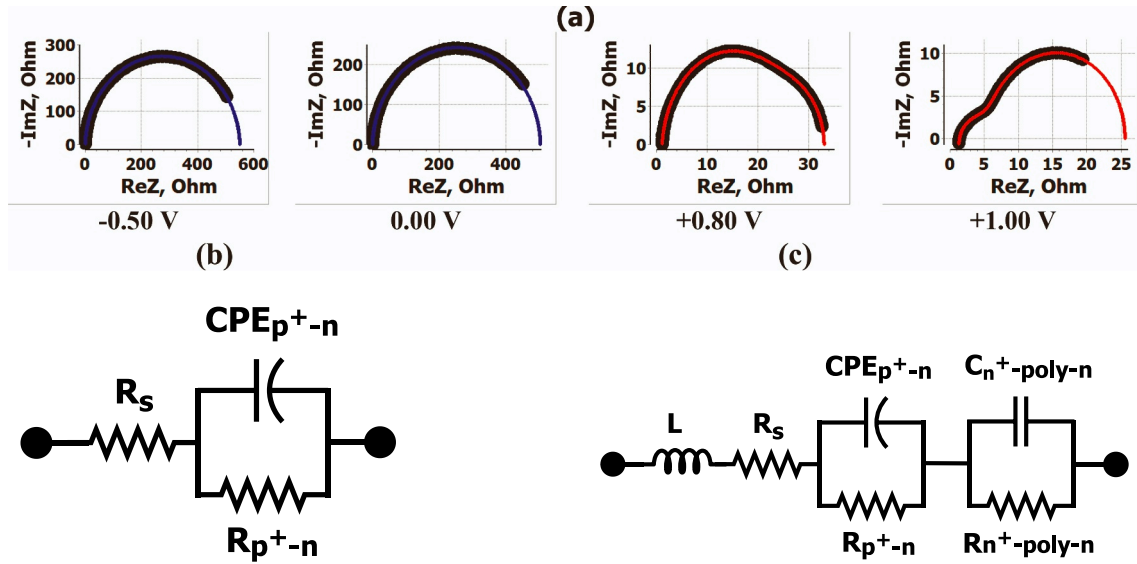 (a)
-ImZ, Ohm
300
200
100
0
0 200 400 600
ReZ, Ohm
-0.50 V
-ImZ, Ohm
200
100
0
0 200 400
ReZ, Ohm
0.00 V
-ImZ, Ohm
10
5
0
0 10 20 30
ReZ, Ohm
+0.80 V
-ImZ, Ohm
10
5
0
0 5 10 15 20 25
ReZ, Ohm
+1.00 V
(b)
(c)
CPEp+-n
Rs
Rp+-n
L
Rs
CPEp+-n
Rp+-n
Cn+-poly-n
Rn+-poly-n